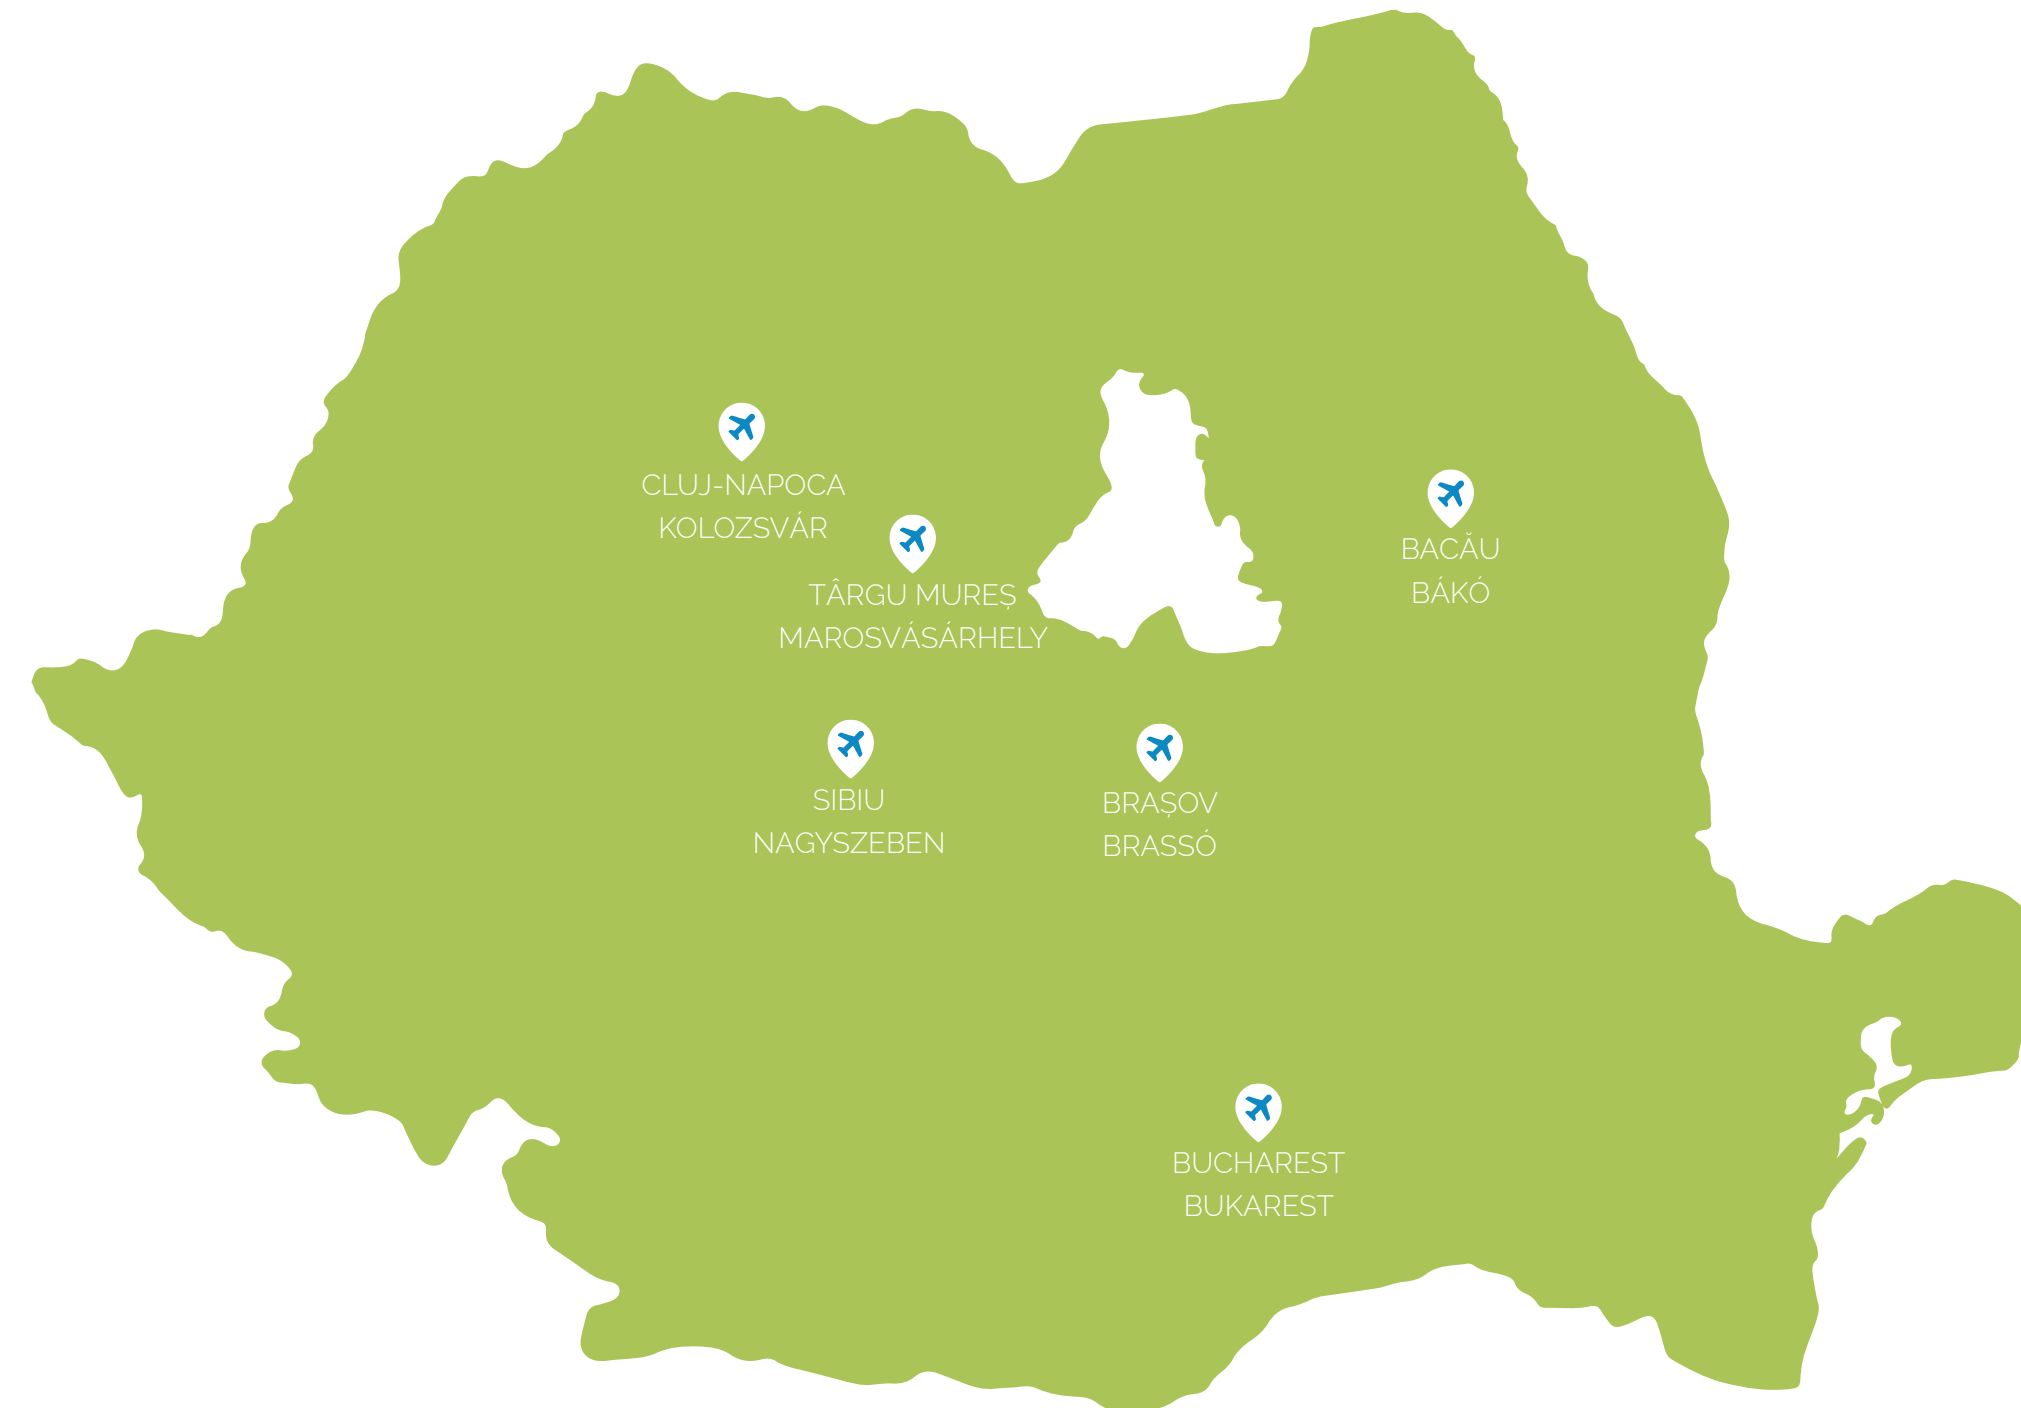 CLUJ-NAPOCA
KOLOZSVÁR
TÂRGU MUREȘ
MAROSVÁSÁRHELY
BACĂU
BÁKÓ
SIBIU
NAGYSZEBEN
BRAȘOV
BRASSÓ
BUCHAREST
BUKAREST